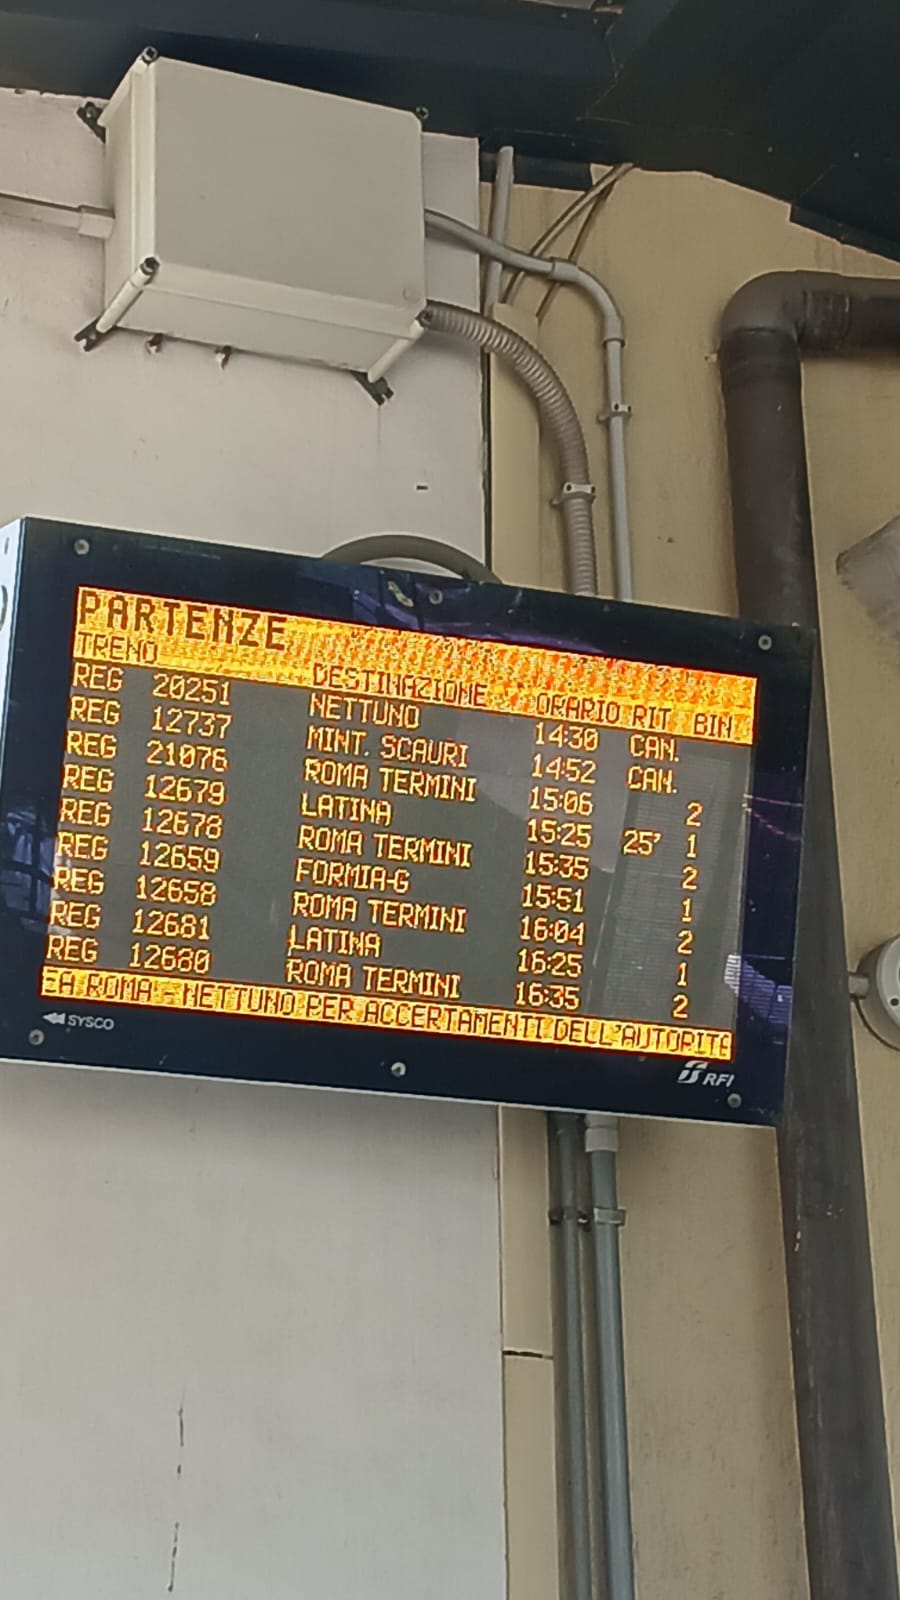 PARTENZE
TRENO DESTINAZIONE ORARIO RIT BIN
REG 20251 NETTUNO 14:30 CAN.
REG 12737 MINT. SCAURI 14:52 CAN.
REG 21076 ROMA TERMINI 15:06 2
REG 12679 LATINA 15:25 25' 1
REG 12678 ROMA TERMINI 15:35 2
REG 12659 FORMIA-G 15:51 1
REG 12658 ROMA TERMINI 16:04 2
REG 12681 LATINA 16:25 1
REG 12680 ROMA TERMINI 16:35 2
EA ROMA - NETTUNO PER ACCERTAMENTI DELL'AUTORITE
SYSCO
RFI